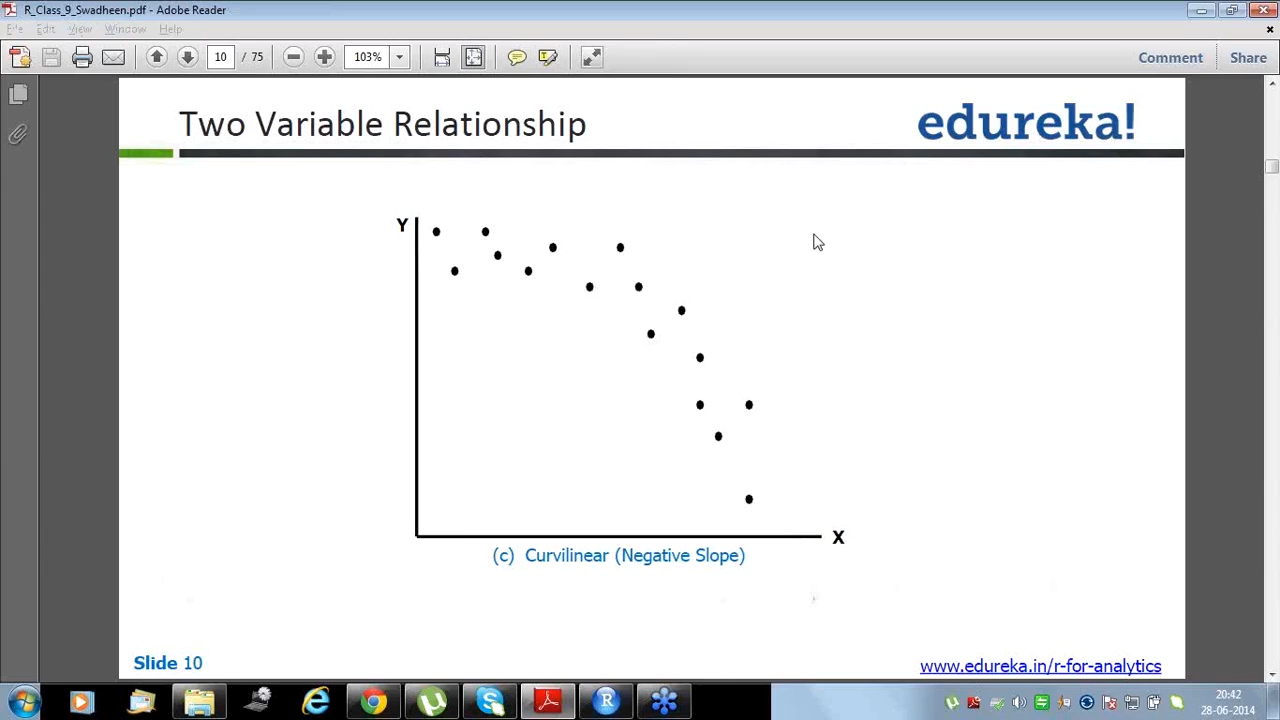 R_Class_9_Swadheen.pdf - Adobe Reader
File Edit View Window Help
10 / 75 103% Comment Share
Two Variable Relationship
edureka!
Y
X
(c) Curvilinear (Negative Slope)
Slide 10
www.edureka.in/r-for-analytics
20:42
28-06-2014